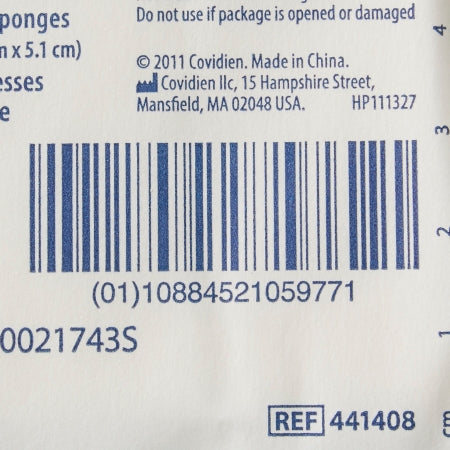 ponges
n x 5.1 cm)
esses
e
Do not use if package is opened or damaged
© 2011 Covidien. Made in China.
Covidien llc, 15 Hampshire Street,
Mansfield, MA 02048 USA. HP111327
(01)10884521059771
0021743S
REF 441408
4
3
2
1
cm